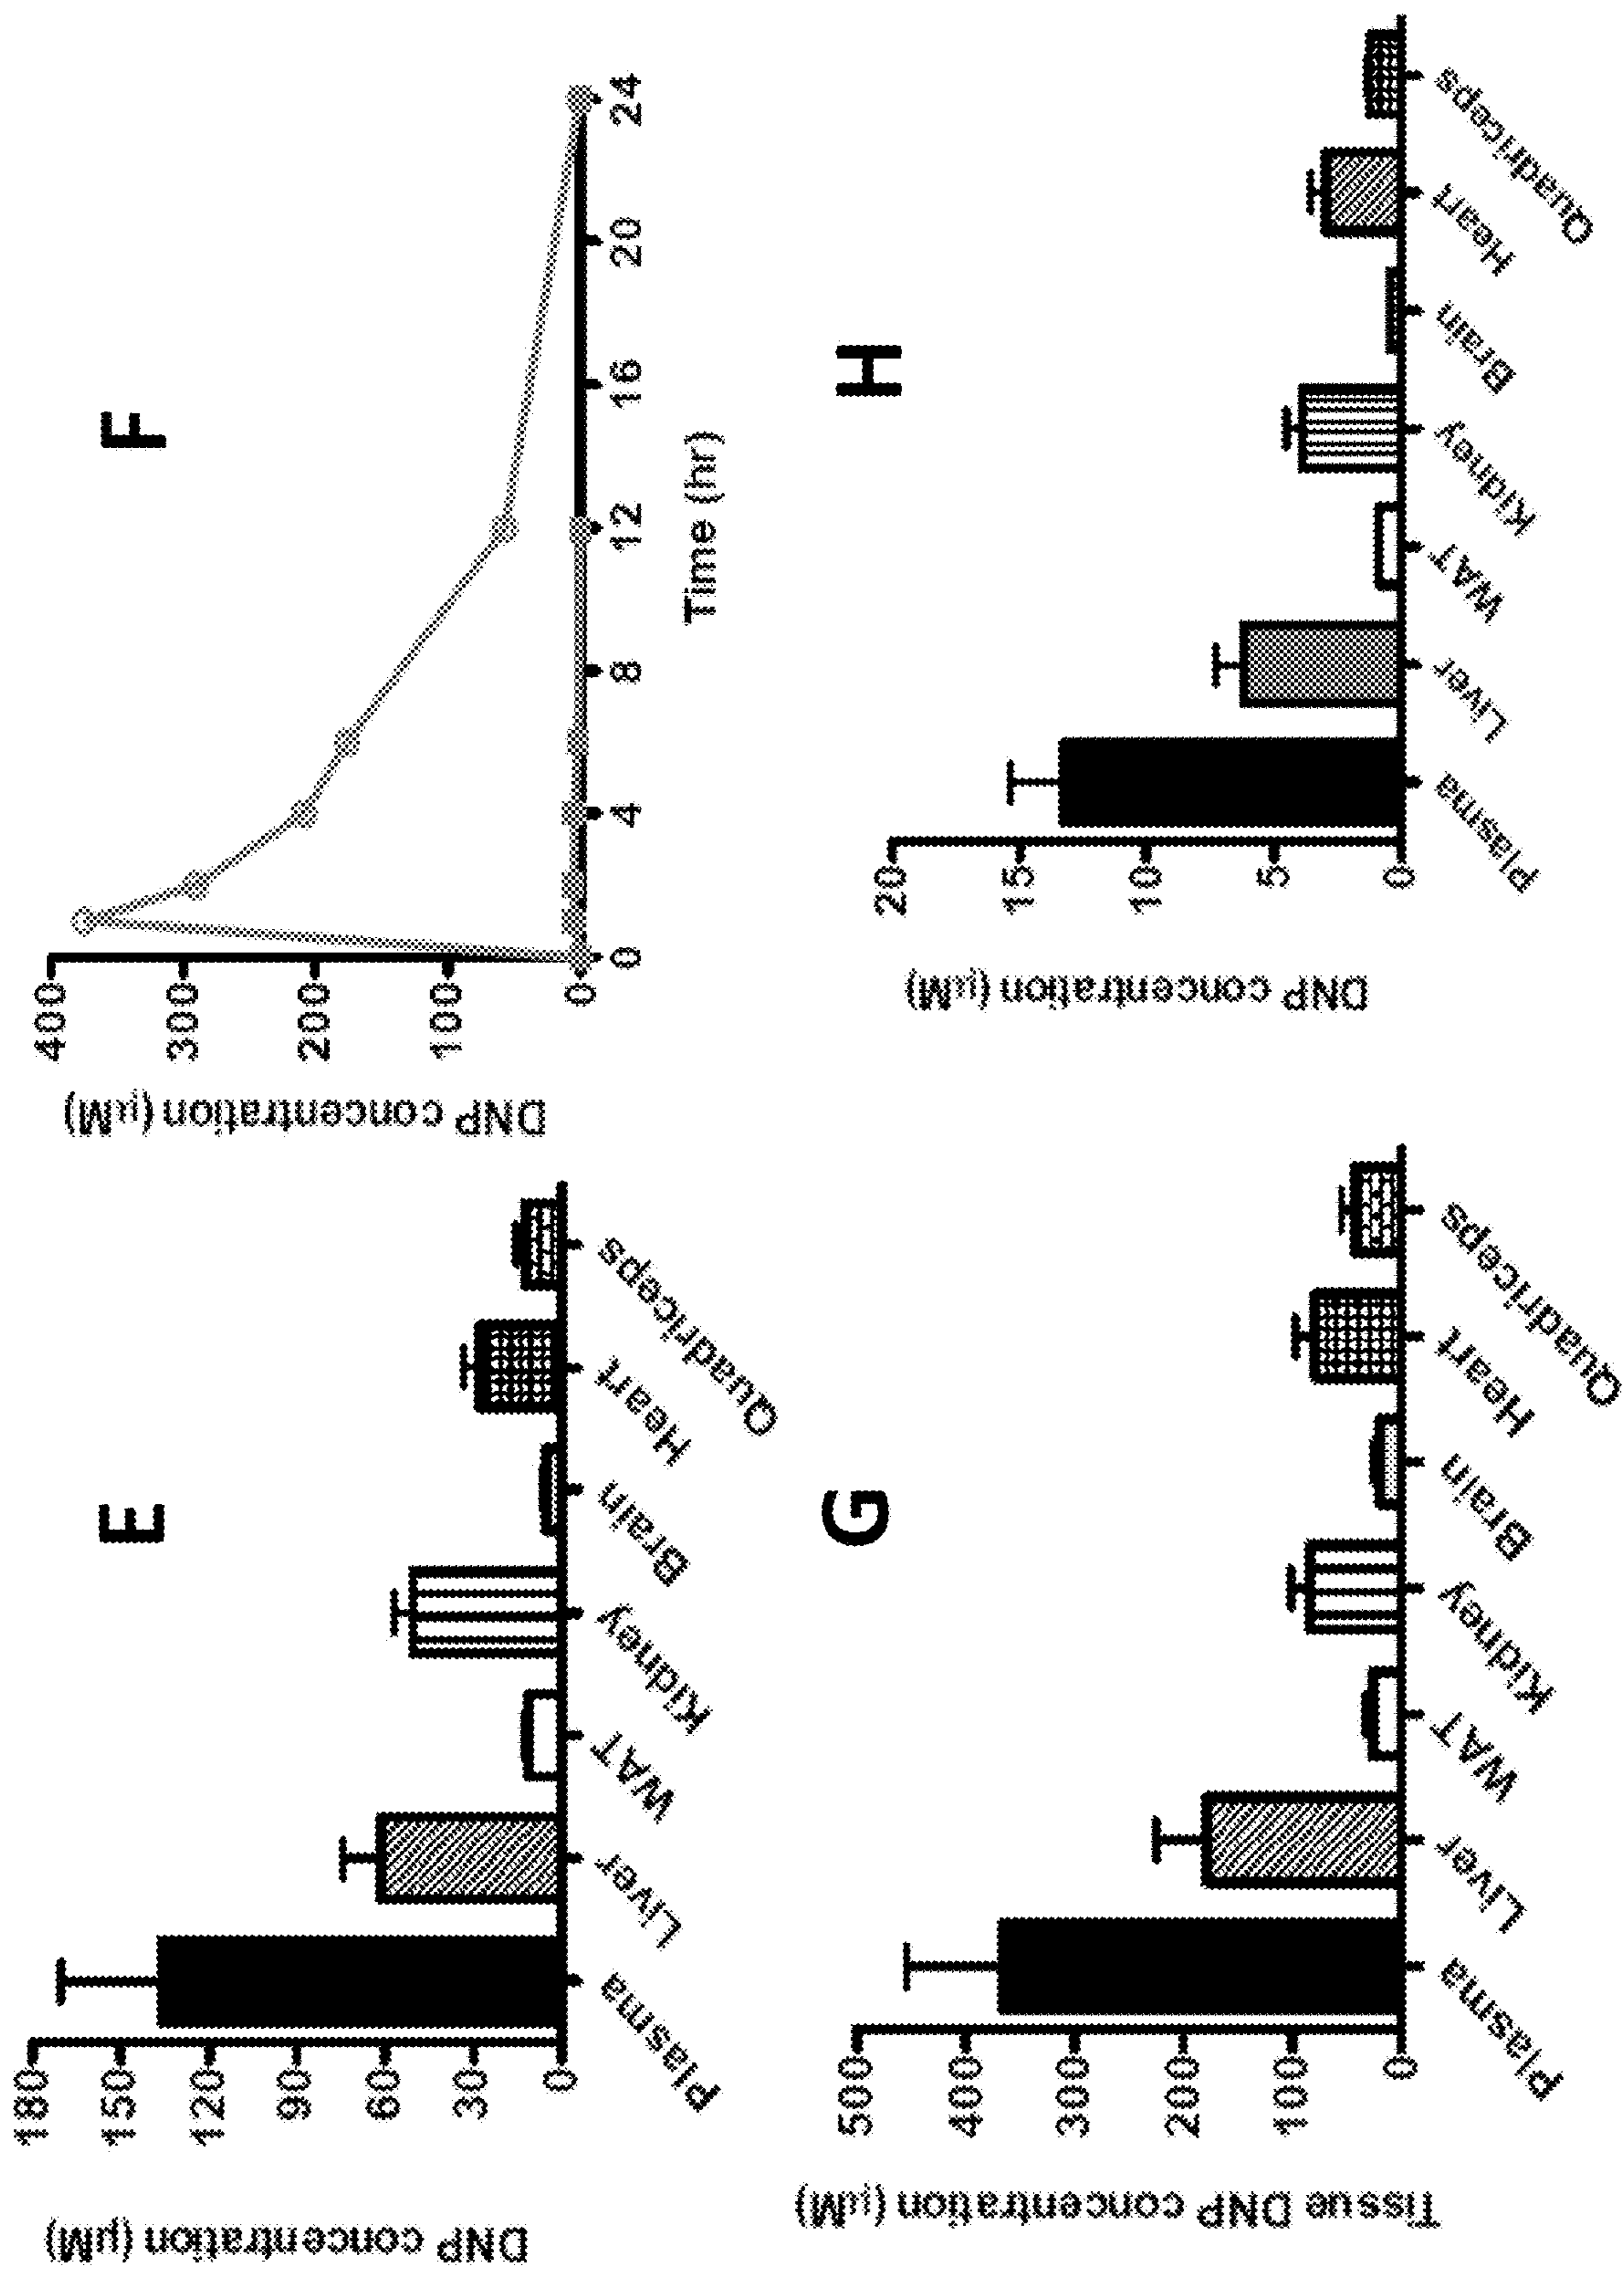 E
DNP concentration (μM)
180
150
120
90
60
30
0
Plasma
Liver
WAT
Kidney
Brain
Heart
Quadriceps
F
DNP concentration (μM)
400
300
200
100
0
0 4 8 12 16 20 24
Time (hr)
G
Tissue DNP concentration (μM)
500
400
300
200
100
0
Plasma
Liver
WAT
Kidney
Brain
Heart
Quadriceps
H
DNP concentration (μM)
20
15
10
5
0
Plasma
Liver
WAT
Kidney
Brain
Heart
Quadriceps